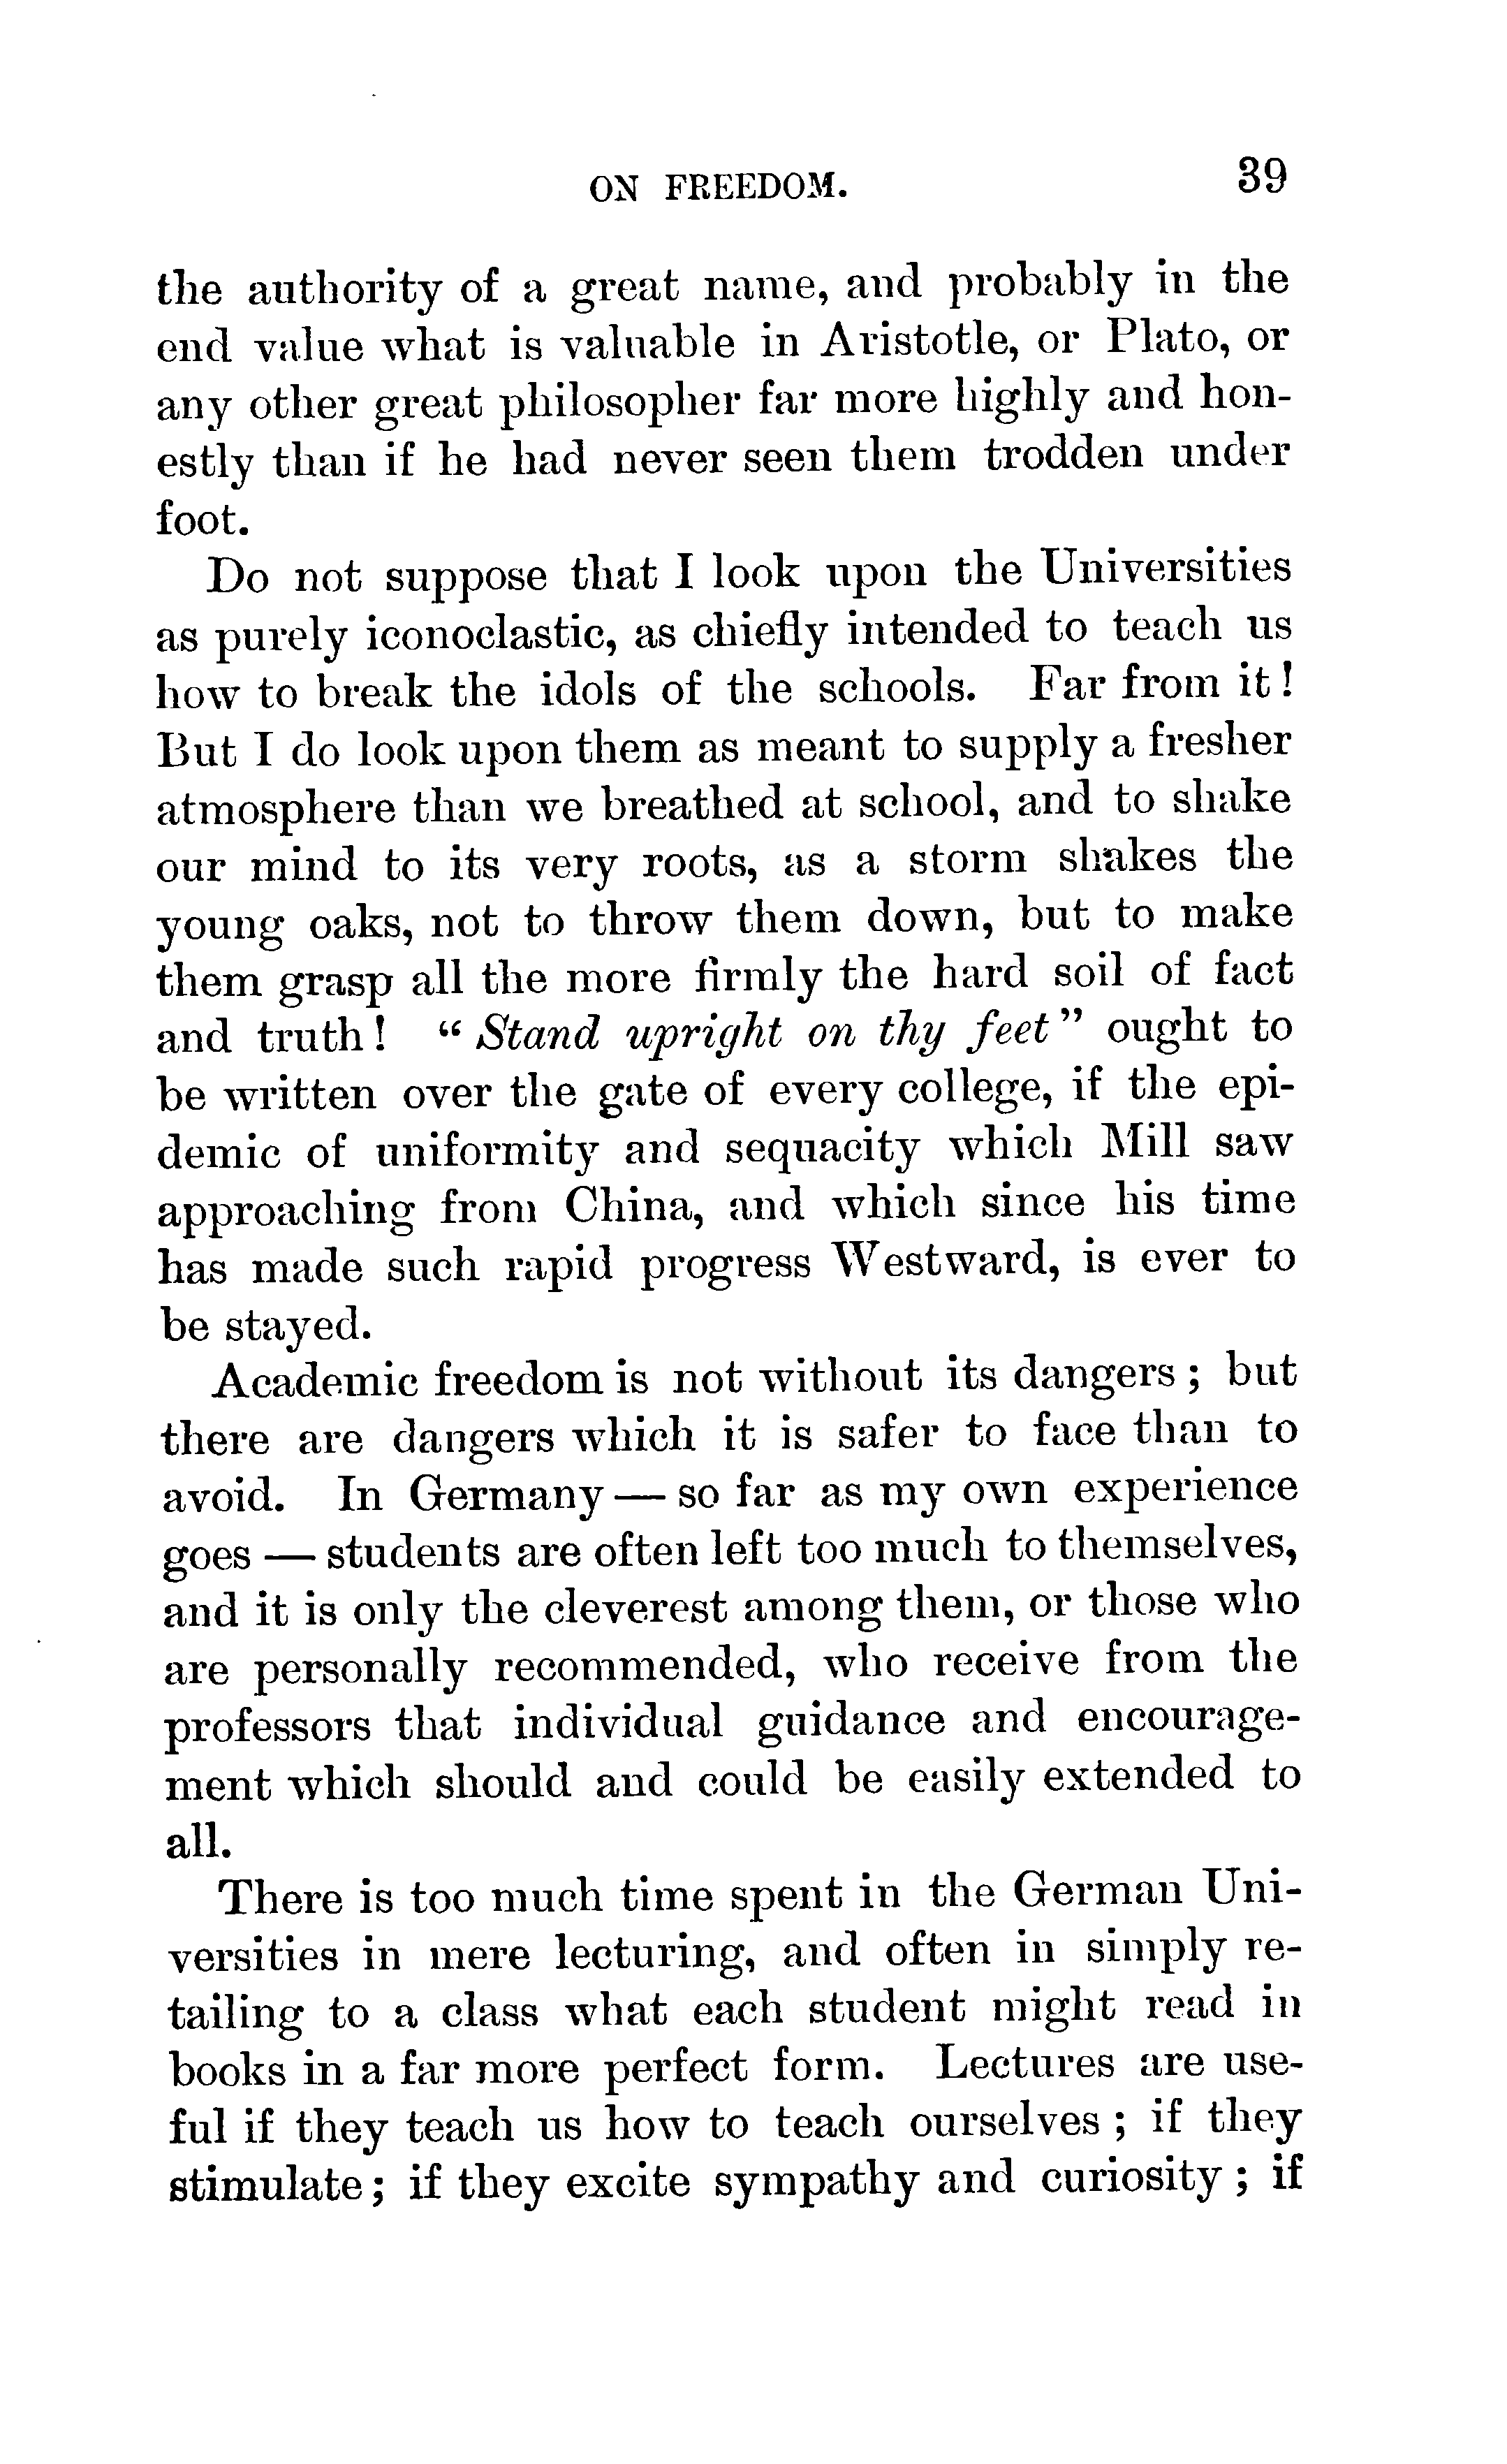 ON FREEDOM. 39
the authority of a great name, and probably in the
end value what is valuable in Aristotle, or Plato, or
any other great philosopher far more highly and hon-
estly than if he had never seen them trodden under
foot.
Do not suppose that I look upon the Universities
as purely iconoclastic, as chiefly intended to teach us
how to break the idols of the schools. Far from it!
But I do look upon them as meant to supply a fresher
atmosphere than we breathed at school, and to shake
our mind to its very roots, as a storm shakes the
young oaks, not to throw them down, but to make
them grasp all the more firmly the hard soil of fact
and truth! "Stand upright on thy feet" ought to
be written over the gate of every college, if the epi-
demic of uniformity and sequacity which Mill saw
approaching from China, and which since his time
has made such rapid progress Westward, is ever to
be stayed.
Academic freedom is not without its dangers; but
there are dangers which it is safer to face than to
avoid. In Germany — so far as my own experience
goes — students are often left too much to themselves,
and it is only the cleverest among them, or those who
are personally recommended, who receive from the
professors that individual guidance and encourage-
ment which should and could be easily extended to
all.
There is too much time spent in the German Uni-
versities in mere lecturing, and often in simply re-
tailing to a class what each student might read in
books in a far more perfect form. Lectures are use-
ful if they teach us how to teach ourselves; if they
stimulate; if they excite sympathy and curiosity; if